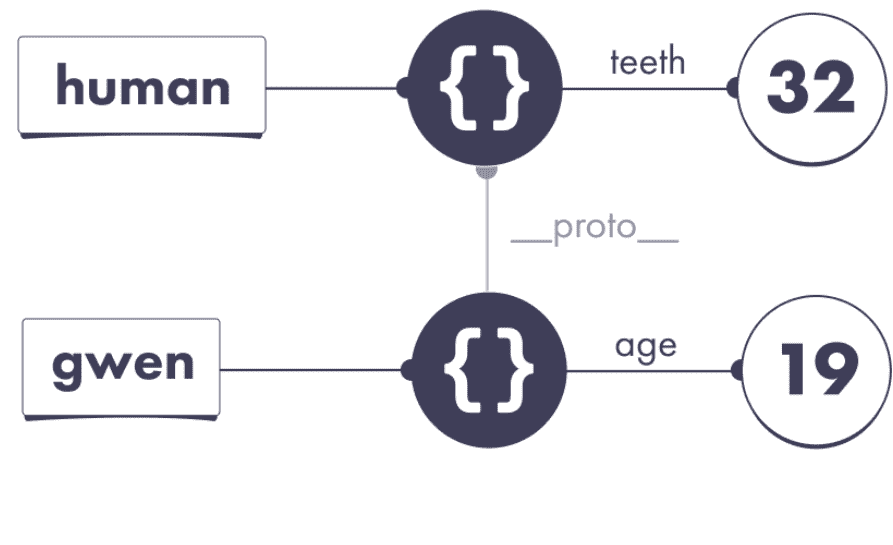 human
{}
teeth
32
__proto__
gwen
{}
age
19